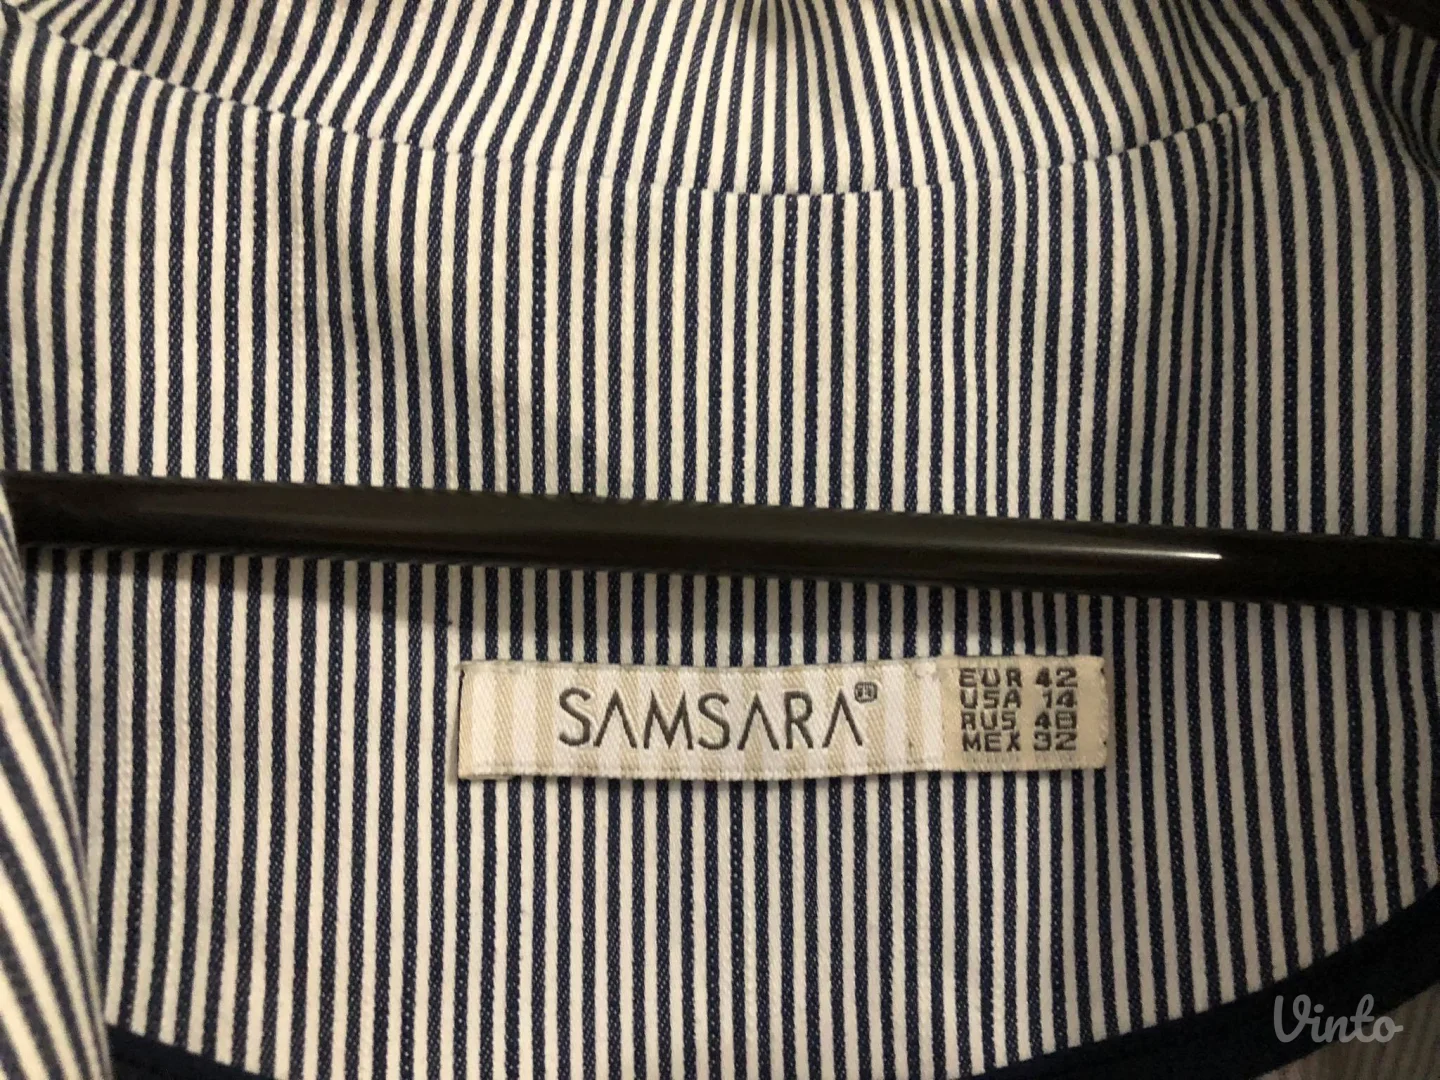 SAMSARA
EUR 42
USA 14
RUS 48
MEX 32
Vinto